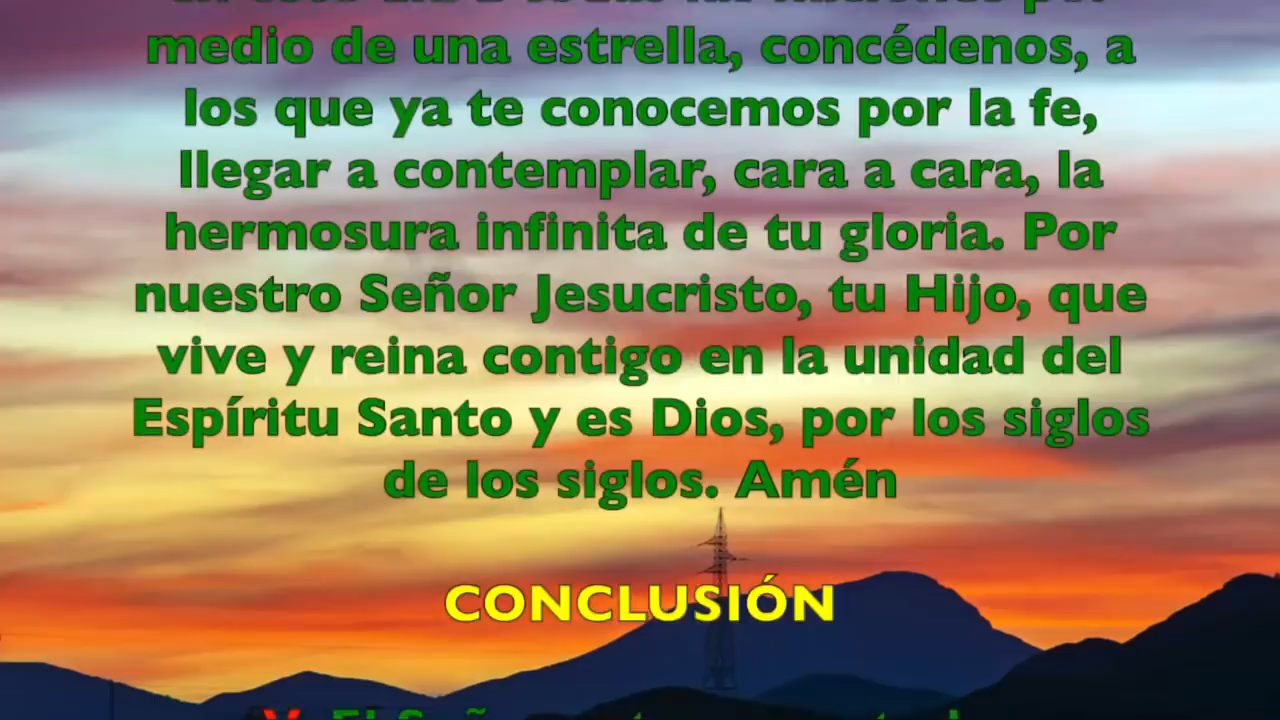 medio de una estrella, concédenos, a
los que ya te conocemos por la fe,
llegar a contemplar, cara a cara, la
hermosura infinita de tu gloria. Por
nuestro Señor Jesucristo, tu Hijo, que
vive y reina contigo en la unidad del
Espíritu Santo y es Dios, por los siglos
de los siglos. Amén
CONCLUSIÓN